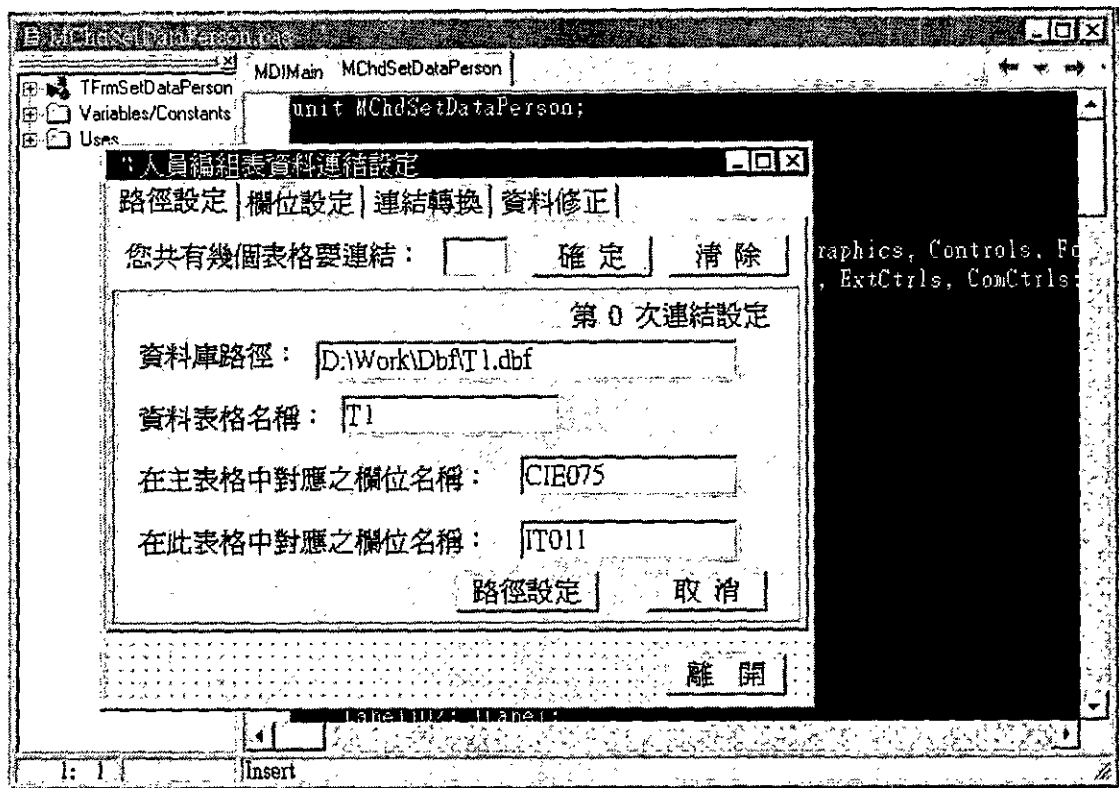 MChdSetDataPerson.pas
MDIMain MChdSetDataPerson
TFrmSetDataPerson
Variables/Constants
Uses
unit MChdSetDataPerson;
人員編組表資料連結設定
路徑設定 欄位設定 連結轉換 資料修正
您共有幾個表格要連結： 確 定 清 除
raphics, Controls, Fo
, ExtCtrls, ComCtrls;
第 0 次連結設定
資料庫路徑： D:\Work\Dbf\T1.dbf
資料表格名稱： T1
在主表格中對應之欄位名稱： CIE075
在此表格中對應之欄位名稱： IT011
路徑設定 取 消
離 開
1: 1 Insert